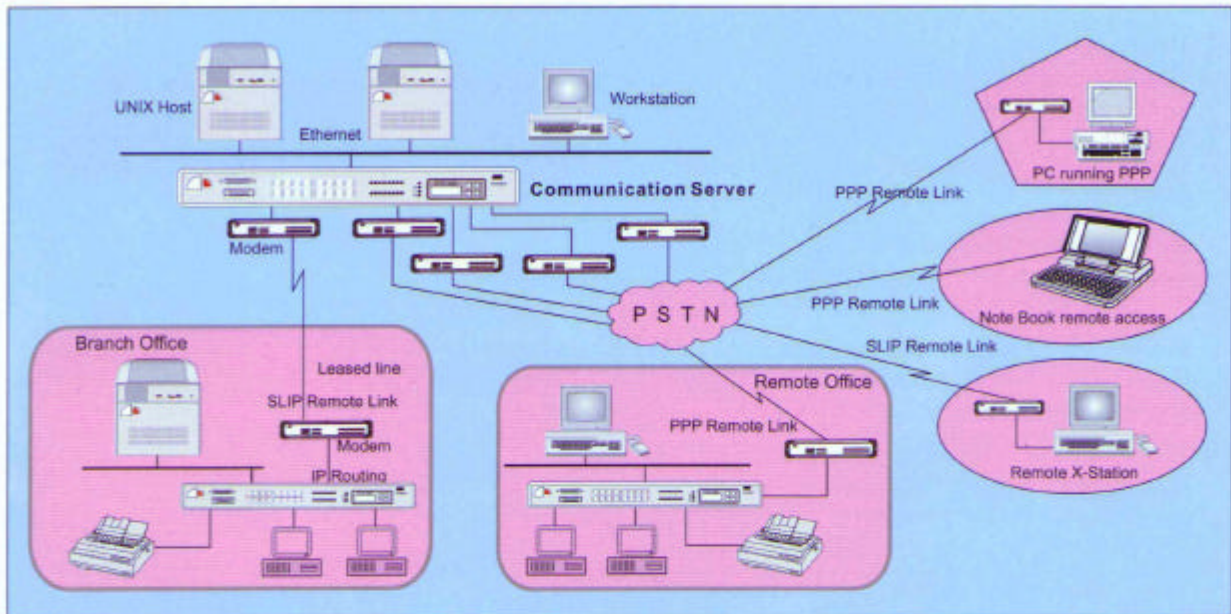 UNIX Host
Ethernet
Workstation
Communication Server
Modem
PSTN
PPP Remote Link
PC running PPP
PPP Remote Link
Note Book remote access
SLIP Remote Link
Remote X-Station
Branch Office
Leased line
SLIP Remote Link
Modem
IP Routing
Remote Office
PPP Remote Link